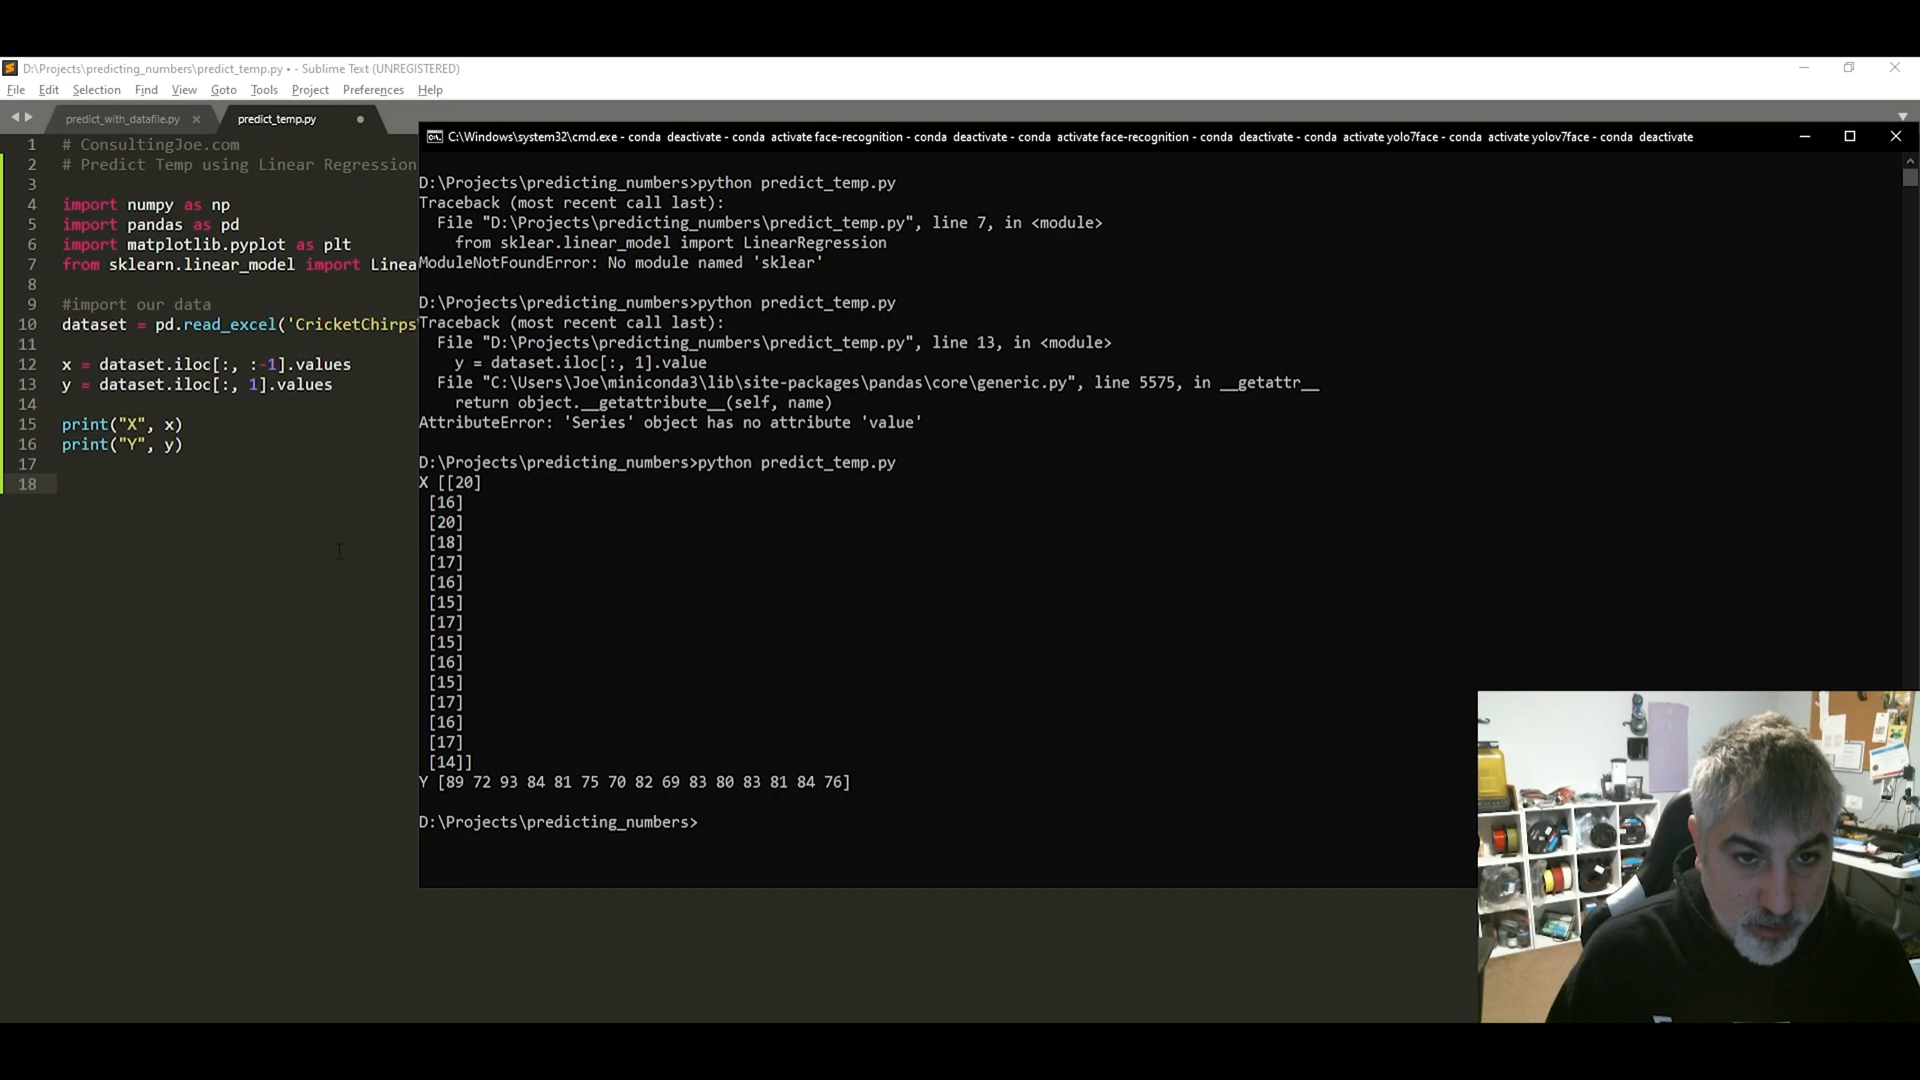 D:\Projects\predicting_numbers\predict_temp.py • - Sublime Text (UNREGISTERED)
File Edit Selection Find View Goto Tools Project Preferences Help
predict_with_datafile.py × predict_temp.py
1 # ConsultingJoe.com
2 # Predict Temp using Linear Regression
3
4 import numpy as np
5 import pandas as pd
6 import matplotlib.pyplot as plt
7 from sklearn.linear_model import Linea
8
9 #import our data
10 dataset = pd.read_excel('CricketChirps
11
12 x = dataset.iloc[:, :-1].values
13 y = dataset.iloc[:, 1].values
14
15 print("X", x)
16 print("Y", y)
17
18
C:\Windows\system32\cmd.exe - conda deactivate - conda activate face-recognition - conda deactivate - conda activate face-recognition - conda deactivate - conda activate yolo7face - conda activate yolov7face - conda deactivate
D:\Projects\predicting_numbers>python predict_temp.py
Traceback (most recent call last):
File "D:\Projects\predicting_numbers\predict_temp.py", line 7, in <module>
from sklear.linear_model import LinearRegression
ModuleNotFoundError: No module named 'sklear'
D:\Projects\predicting_numbers>python predict_temp.py
Traceback (most recent call last):
File "D:\Projects\predicting_numbers\predict_temp.py", line 13, in <module>
y = dataset.iloc[:, 1].value
File "C:\Users\Joe\miniconda3\lib\site-packages\pandas\core\generic.py", line 5575, in __getattr__
return object.__getattribute__(self, name)
AttributeError: 'Series' object has no attribute 'value'
D:\Projects\predicting_numbers>python predict_temp.py
X [[20]
[16]
[20]
[18]
[17]
[16]
[15]
[17]
[15]
[16]
[15]
[17]
[16]
[17]
[14]]
Y [89 72 93 84 81 75 70 82 69 83 80 83 81 84 76]
D:\Projects\predicting_numbers>